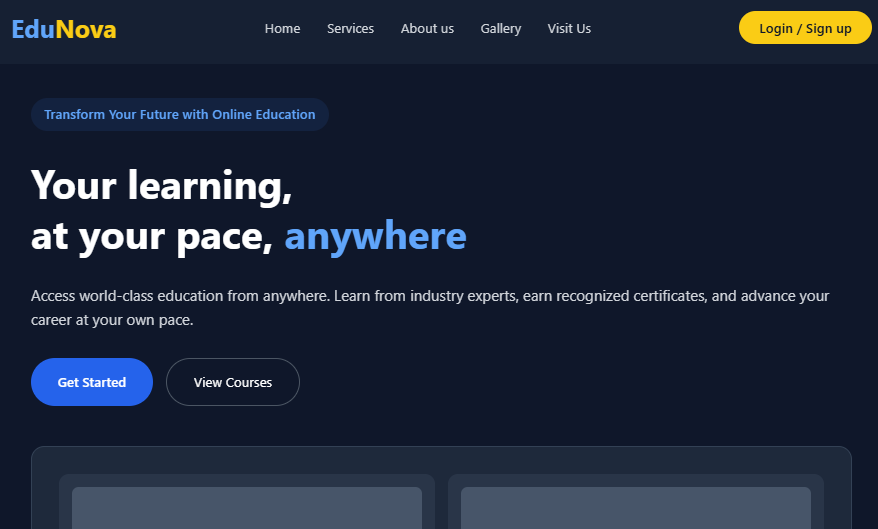 EduNova
Home
Services
About us
Gallery
Visit Us
Login / Sign up
Transform Your Future with Online Education
Your learning,
at your pace, anywhere
Access world-class education from anywhere. Learn from industry experts, earn recognized certificates, and advance your
career at your own pace.
Get Started
View Courses